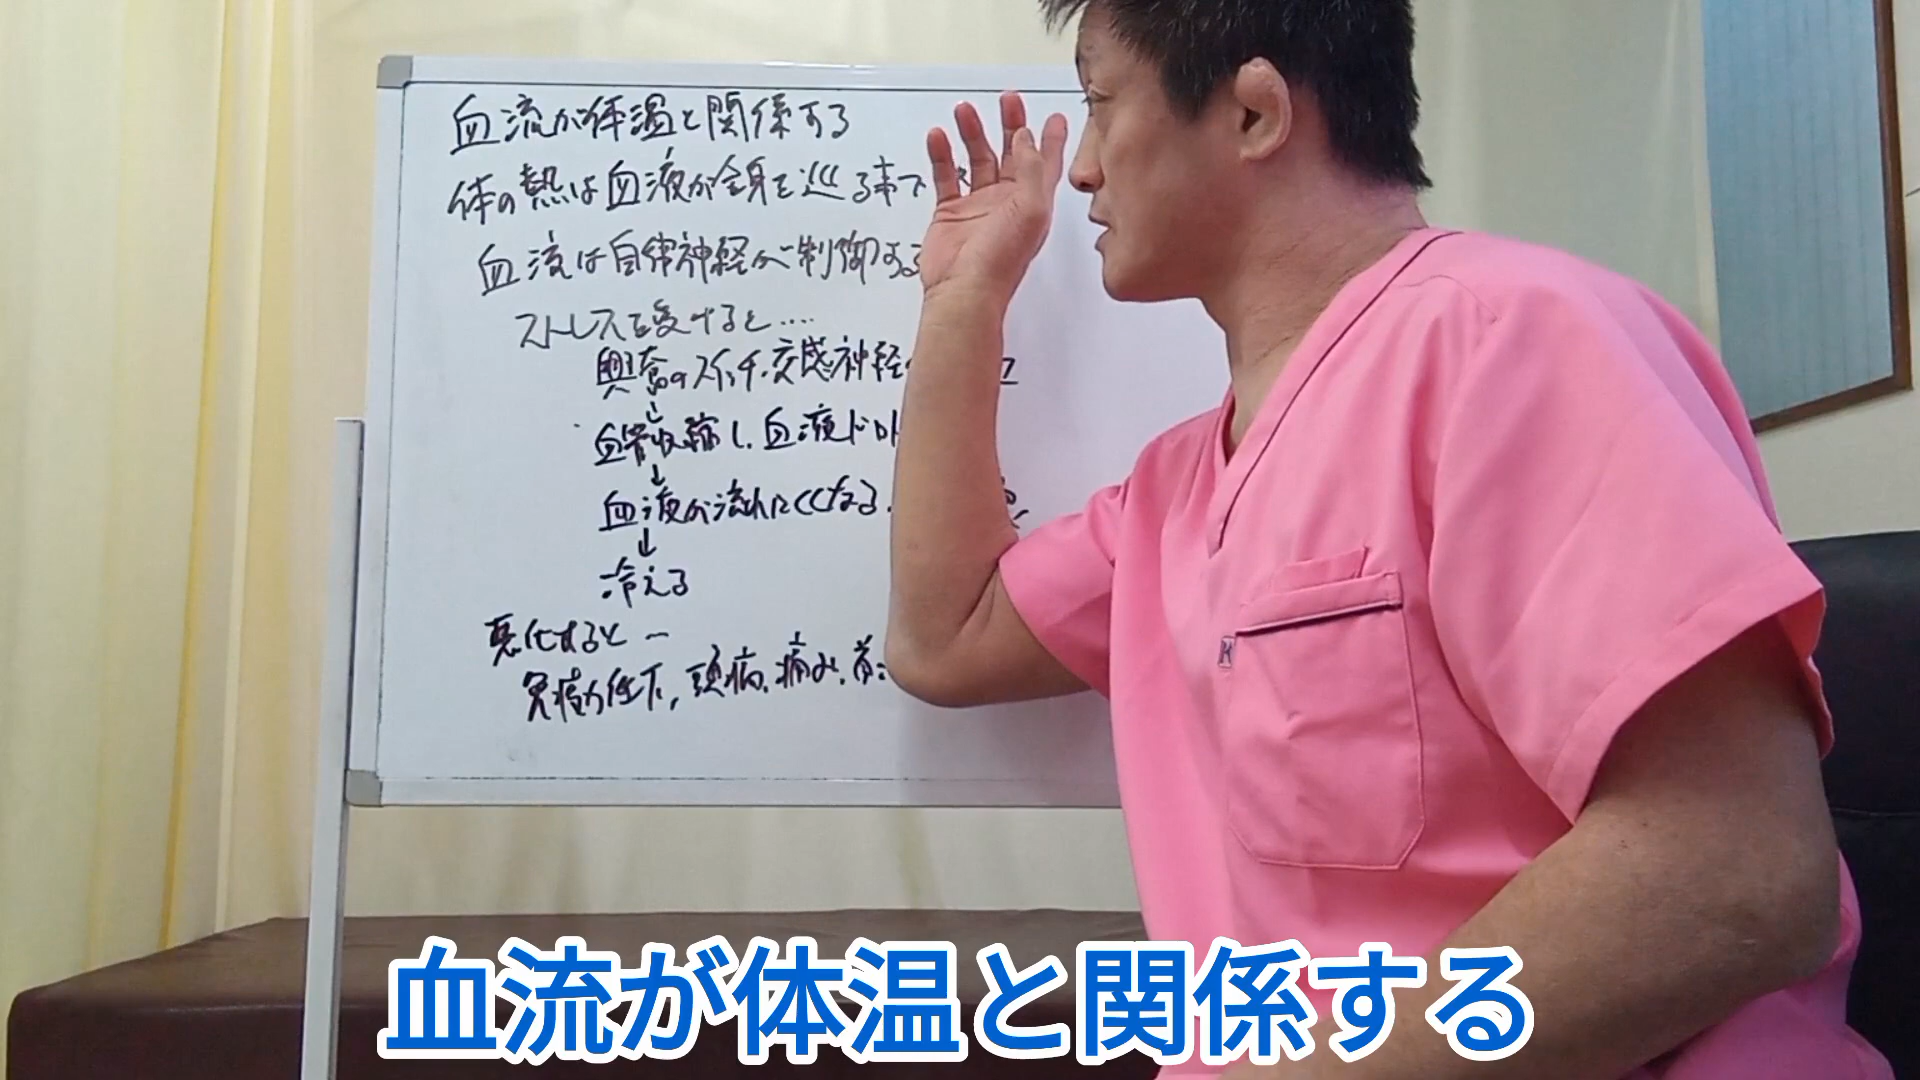 血流が体温と関係する
体の熱は血液が全身を巡る事で
血流は自律神経が制御する
ストレスを受けると....
興奮のスイッチ.交感神経
↓
血管収縮し.血液ドロ
↓
血液が流れにくくなる.
↓
冷える
悪化すると
免疫力低下,頭痛.痛み.
血流が体温と関係する